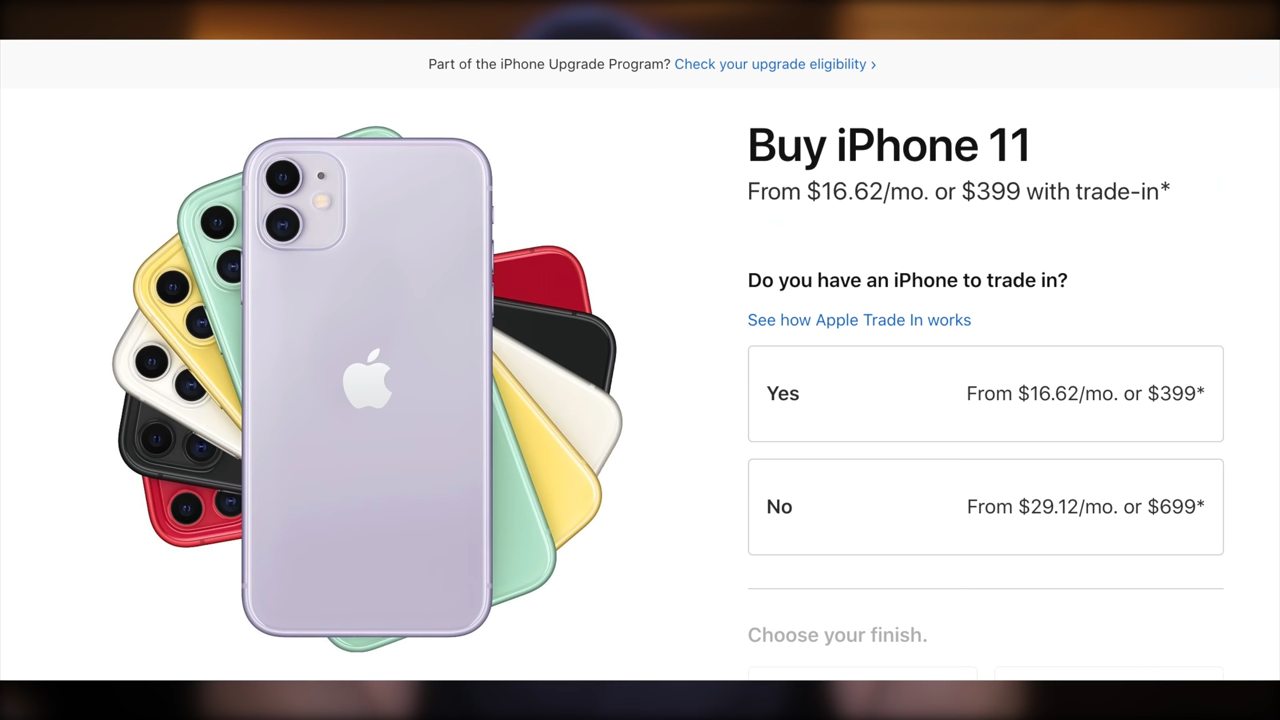 Part of the iPhone Upgrade Program? Check your upgrade eligibility ›
Buy iPhone 11
From $16.62/mo. or $399 with trade-in*
Do you have an iPhone to trade in?
See how Apple Trade In works
Yes From $16.62/mo. or $399*
No From $29.12/mo. or $699*
Choose your finish.